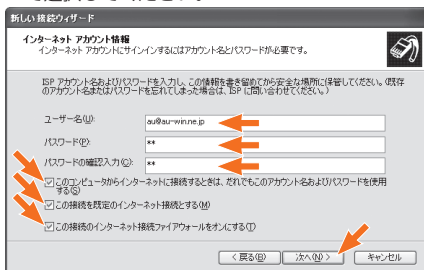 で選択してください。
新しい接続ウィザード
インターネット アカウント情報
インターネット アカウントにサインインするにはアカウント名とパスワードが必要です。
ISP アカウント名およびパスワードを入力し、この情報を書き留めてから安全な場所に保管してください。(既存
のアカウント名またはパスワードを忘れてしまった場合は、ISP に問い合わせてください。)
ユーザー名(U):
au@au-win.ne.jp
パスワード(P):
**
パスワードの確認入力(C):
**
このコンピュータからインターネットに接続するときは、だれでもこのアカウント名およびパスワードを使用
する(S)
この接続を既定のインターネット接続とする(M)
この接続のインターネット接続ファイアウォールをオンにする(T)
< 戻る(B)
次へ(N) >
キャンセル